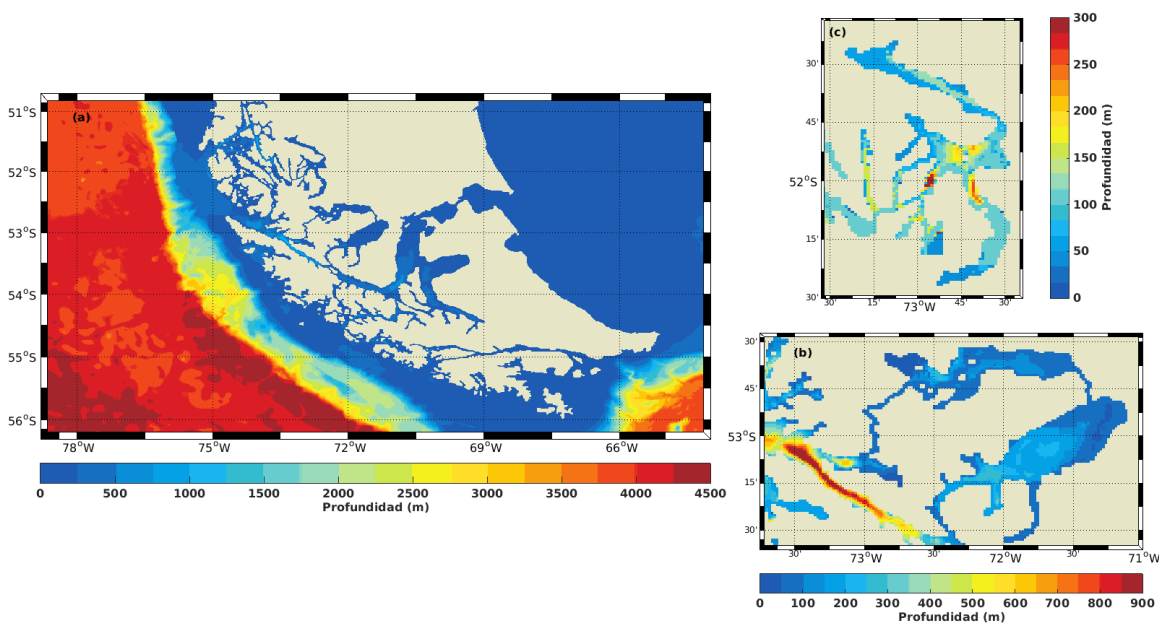 (a)
51°S
52°S
53°S
54°S
55°S
56°S
78°W
75°W
72°W
69°W
66°W
0
500
1000
1500
2000
2500
3000
3500
4000
4500
Profundidad (m)
(c)
30'
45'
52°S
15'
30'
30'
15'
73°W
45'
30'
300
250
200
150
100
50
0
Profundidad (m)
(b)
30'
45'
53°S
15'
30'
30'
73°W
30'
72°W
30'
71°W
0
100
200
300
400
500
600
700
800
900
Profundidad (m)